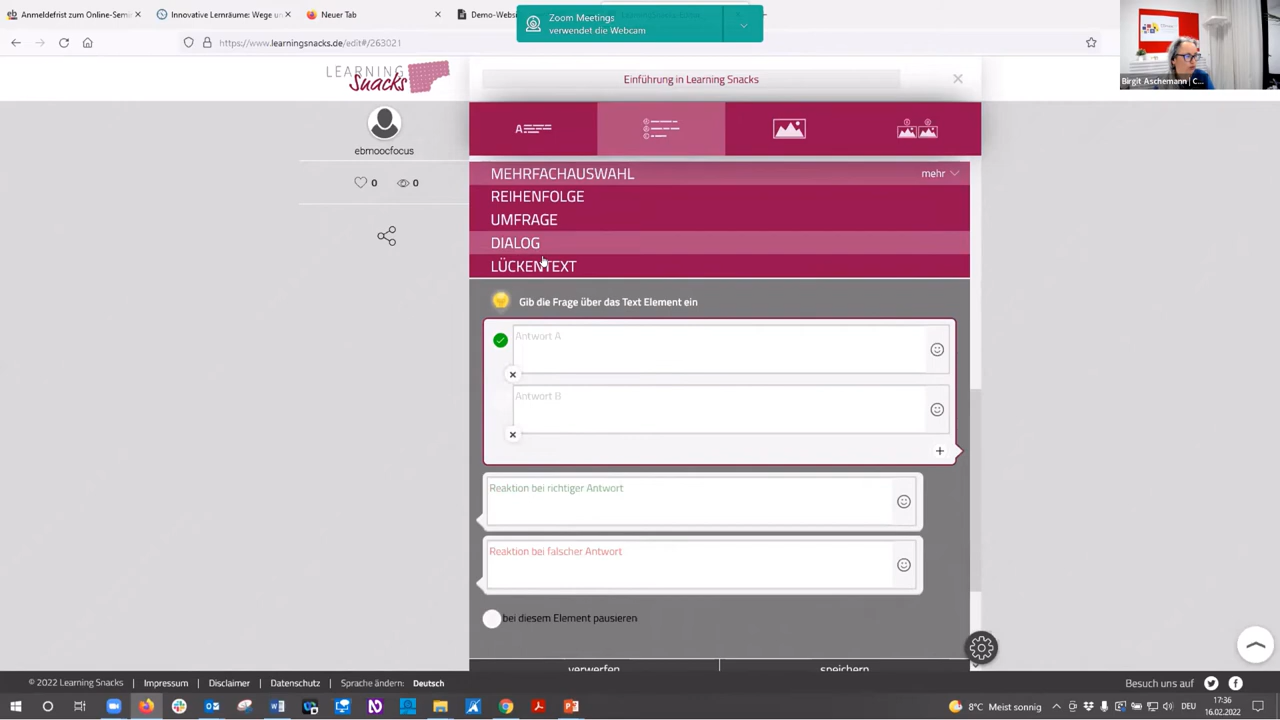 zum Online-Sem
Innovative Lernräume: Wege u
Neuer Tab
Demo-Website
Zoom Meetings
verwendet die Webcam
https://www.learningsnacks.de/edit#/263021
Birgit Aschemann | C...
LEARNING
Snacks
Einführung in Learning Snacks
ebmoocfocus
0
0
A
MEHRFACHAUSWAHL
mehr
REIHENFOLGE
UMFRAGE
DIALOG
LÜCKENTEXT
Gib die Frage über das Text Element ein
Antwort A
Antwort B
Reaktion bei richtiger Antwort
Reaktion bei falscher Antwort
bei diesem Element pausieren
verwerfen
speichern
© 2022 Learning Snacks
Impressum
Disclaimer
Datenschutz
Sprache ändern: Deutsch
Besuch uns auf
8°C Meist sonnig
DEU
17:36
16.02.2022